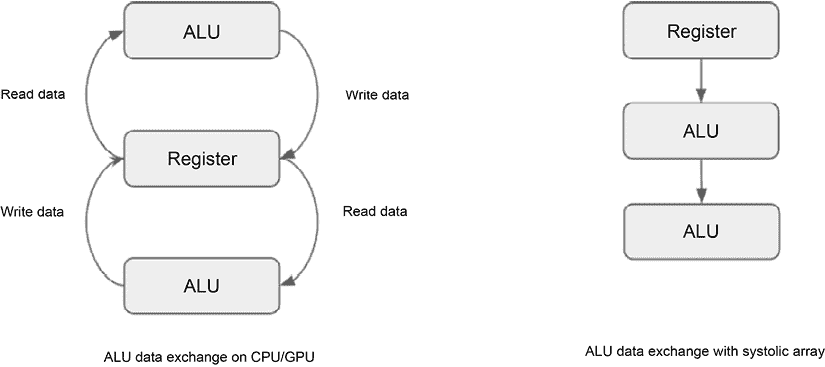 ALU
Read data
Write data
Register
Write data
Read data
ALU
ALU data exchange on CPU/GPU
Register
ALU
ALU
ALU data exchange with systolic array